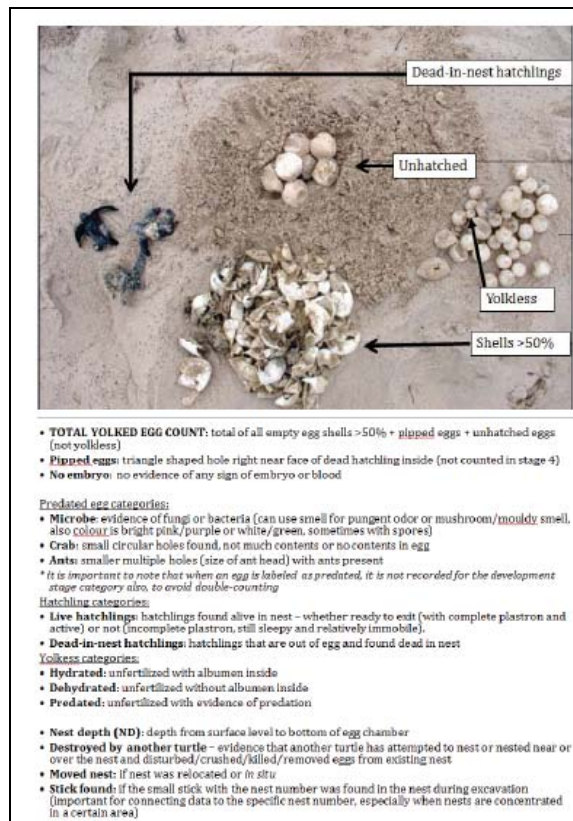 Dead-in-nest hatchlings
Unhatched
Yolkless
Shells >50%
• TOTAL YOLKED EGG COUNT: total of all empty egg shells >50% + pipped eggs + unhatched eggs
(not yolkless)
• Pipped eggs: triangle shaped hole right near face of dead hatchling inside (not counted in stage 4)
• No embryo: no evidence of any sign of embryo or blood
Predated egg categories:
• Microbe: evidence of fungi or bacteria (can use smell for pungent odor or mushroom/mouldy smell,
also colour is bright pink/purple or white/green, sometimes with spores)
• Crab: small circular holes found, not much contents or no contents in egg
• Ants: smaller multiple holes (size of ant head) with ants present
* it is important to note that when an egg is labeled as predated, it is not recorded for the development
stage category also, to avoid double-counting
Hatchling categories:
• Live hatchlings: hatchlings found alive in nest – whether ready to exit (with complete plastron and
active) or not (incomplete plastron, still sleepy and relatively immobile).
• Dead-in-nest hatchlings: hatchlings that are out of egg and found dead in nest
Yolkess categories:
• Hydrated: unfertilized with albumen inside
• Dehydrated: unfertilized without albumen inside
• Predated: unfertilized with evidence of predation
• Nest depth (ND): depth from surface level to bottom of egg chamber
• Destroyed by another turtle – evidence that another turtle has attempted to nest or nested near or
over the nest and disturbed/crushed/killed/removed eggs from existing nest
• Moved nest: if nest was relocated or in situ
• Stick found: if the small stick with the nest number was found in the nest during excavation
(important for connecting data to the specific nest number, especially when nests are concentrated
in a certain area)